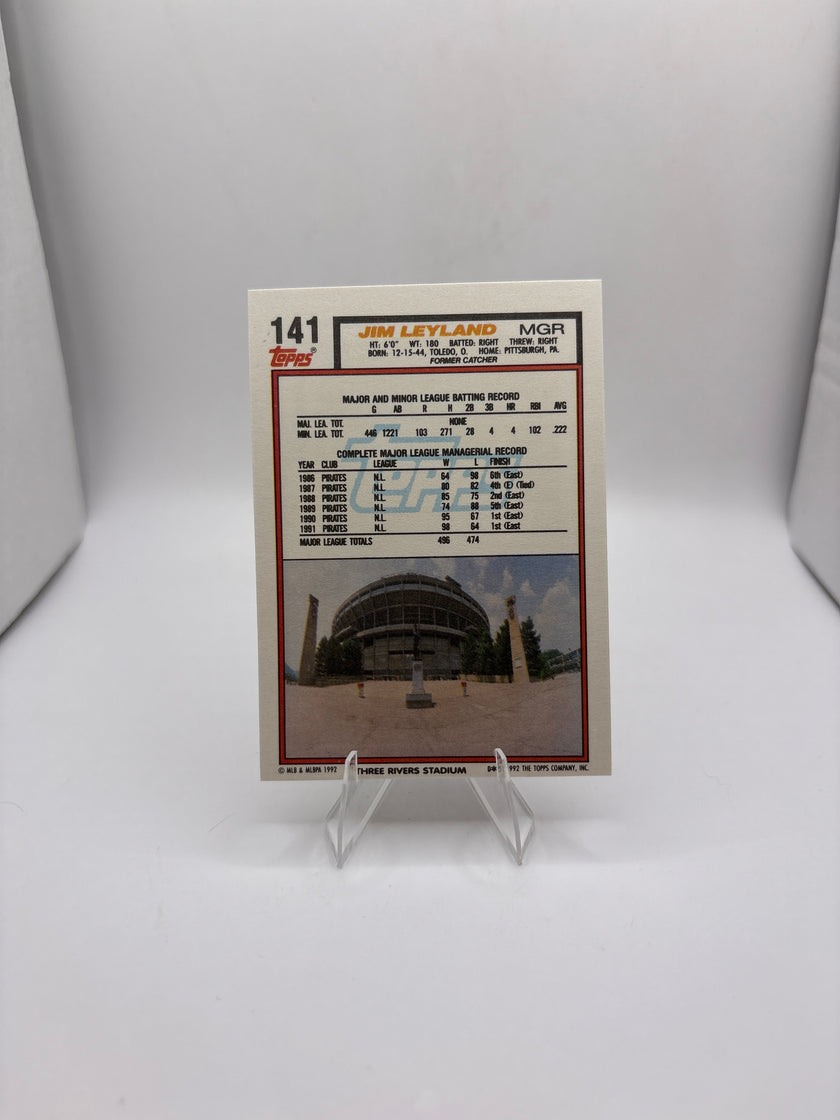 141
Topps®
JIM LEYLAND MGR
HT: 6'0" WT: 180 BATTED: RIGHT THREW: RIGHT
BORN: 12-15-44, TOLEDO, O. HOME: PITTSBURGH, PA.
FORMER CATCHER
MAJOR AND MINOR LEAGUE BATTING RECORD
G AB R H 2B 3B HR RBI AVG
MAJ. LEA. TOT. NONE
MIN. LEA. TOT. 446 1221 103 271 28 4 4 102 .222
COMPLETE MAJOR LEAGUE MANAGERIAL RECORD
YEAR CLUB LEAGUE W L FINISH
1986 PIRATES N.L. 64 98 6th (East)
1987 PIRATES N.L. 80 82 4th (E) (Tied)
1988 PIRATES N.L. 85 75 2nd (East)
1989 PIRATES N.L. 74 88 5th (East)
1990 PIRATES N.L. 95 67 1st (East)
1991 PIRATES N.L. 98 64 1st (East
MAJOR LEAGUE TOTALS 496 474
Topps
© MLB & MLBPA 1992 THREE RIVERS STADIUM 992 THE TOPPS COMPANY, INC.